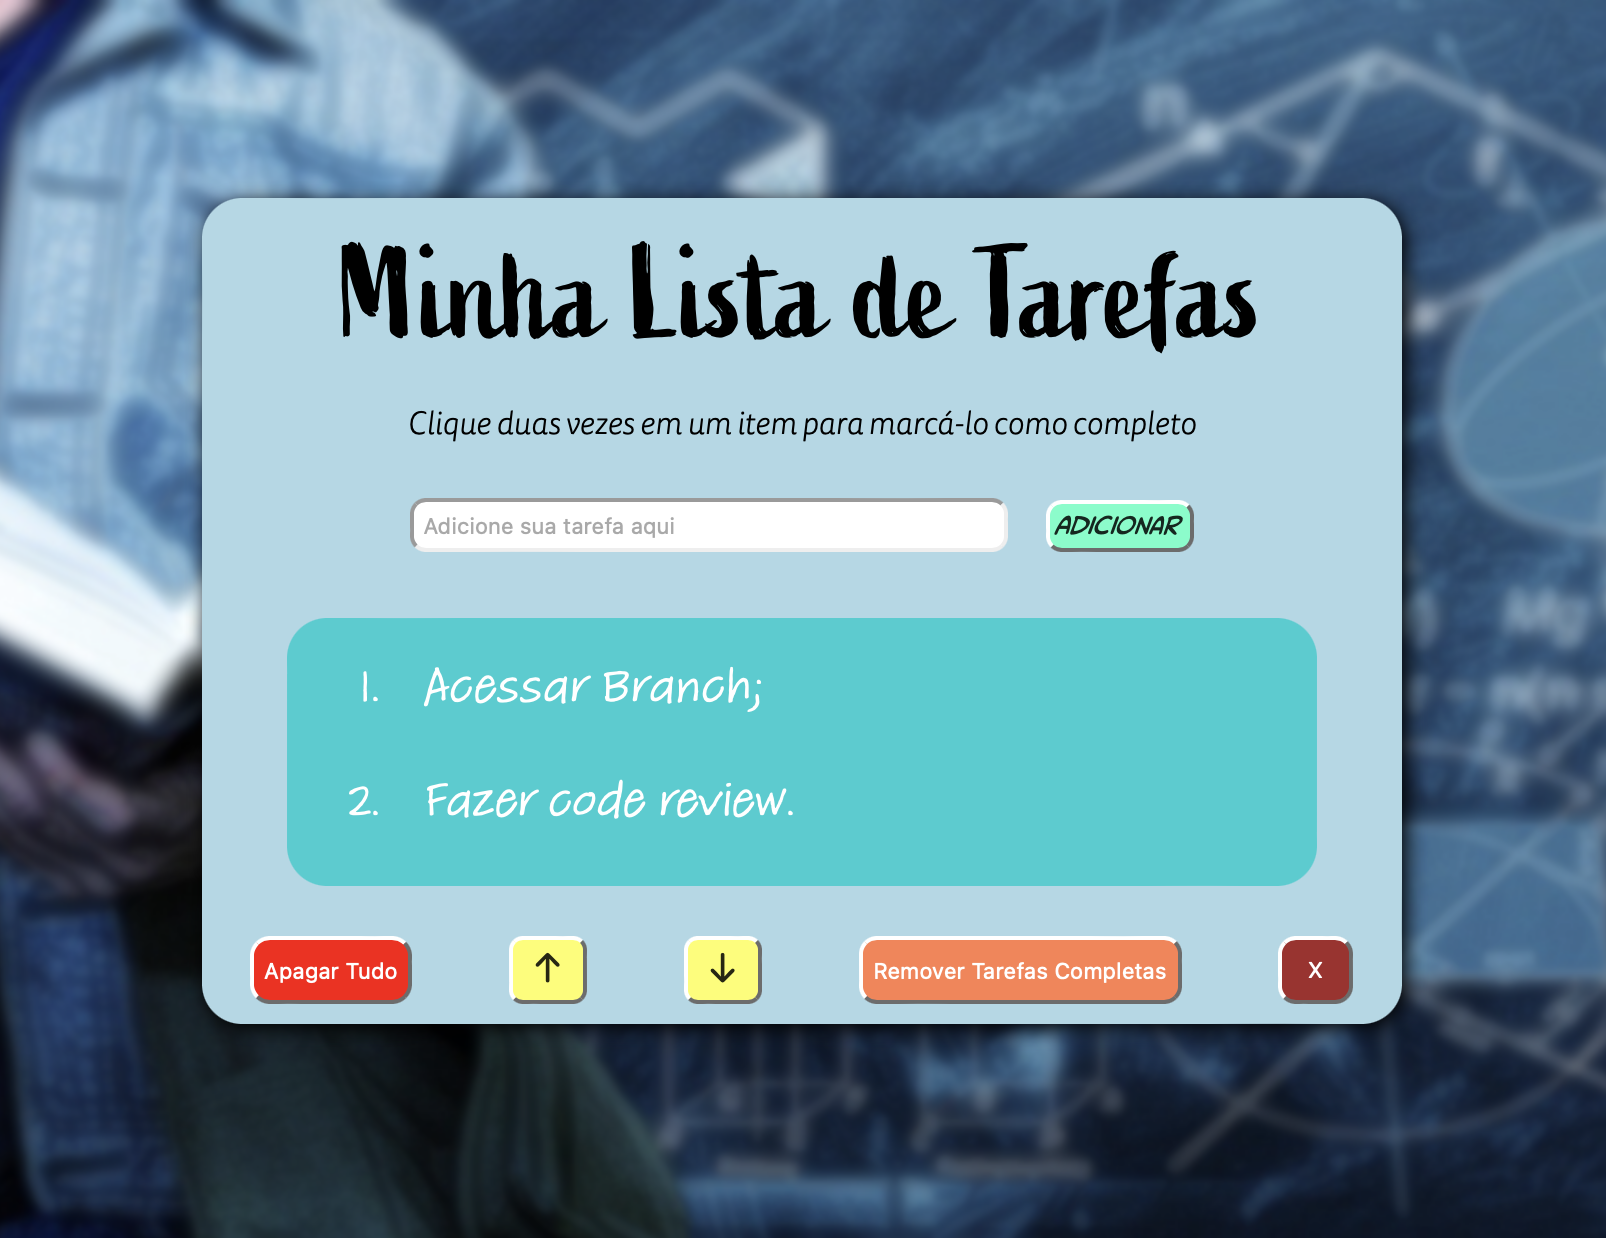 Minha Lista de Tarefas
Clique duas vezes em um item para marcá-lo como completo
Adicione sua tarefa aqui
ADICIONAR
1. Acessar Branch;
2. Fazer code review.
Apagar Tudo
↑
↓
Remover Tarefas Completas
X
n
Mg